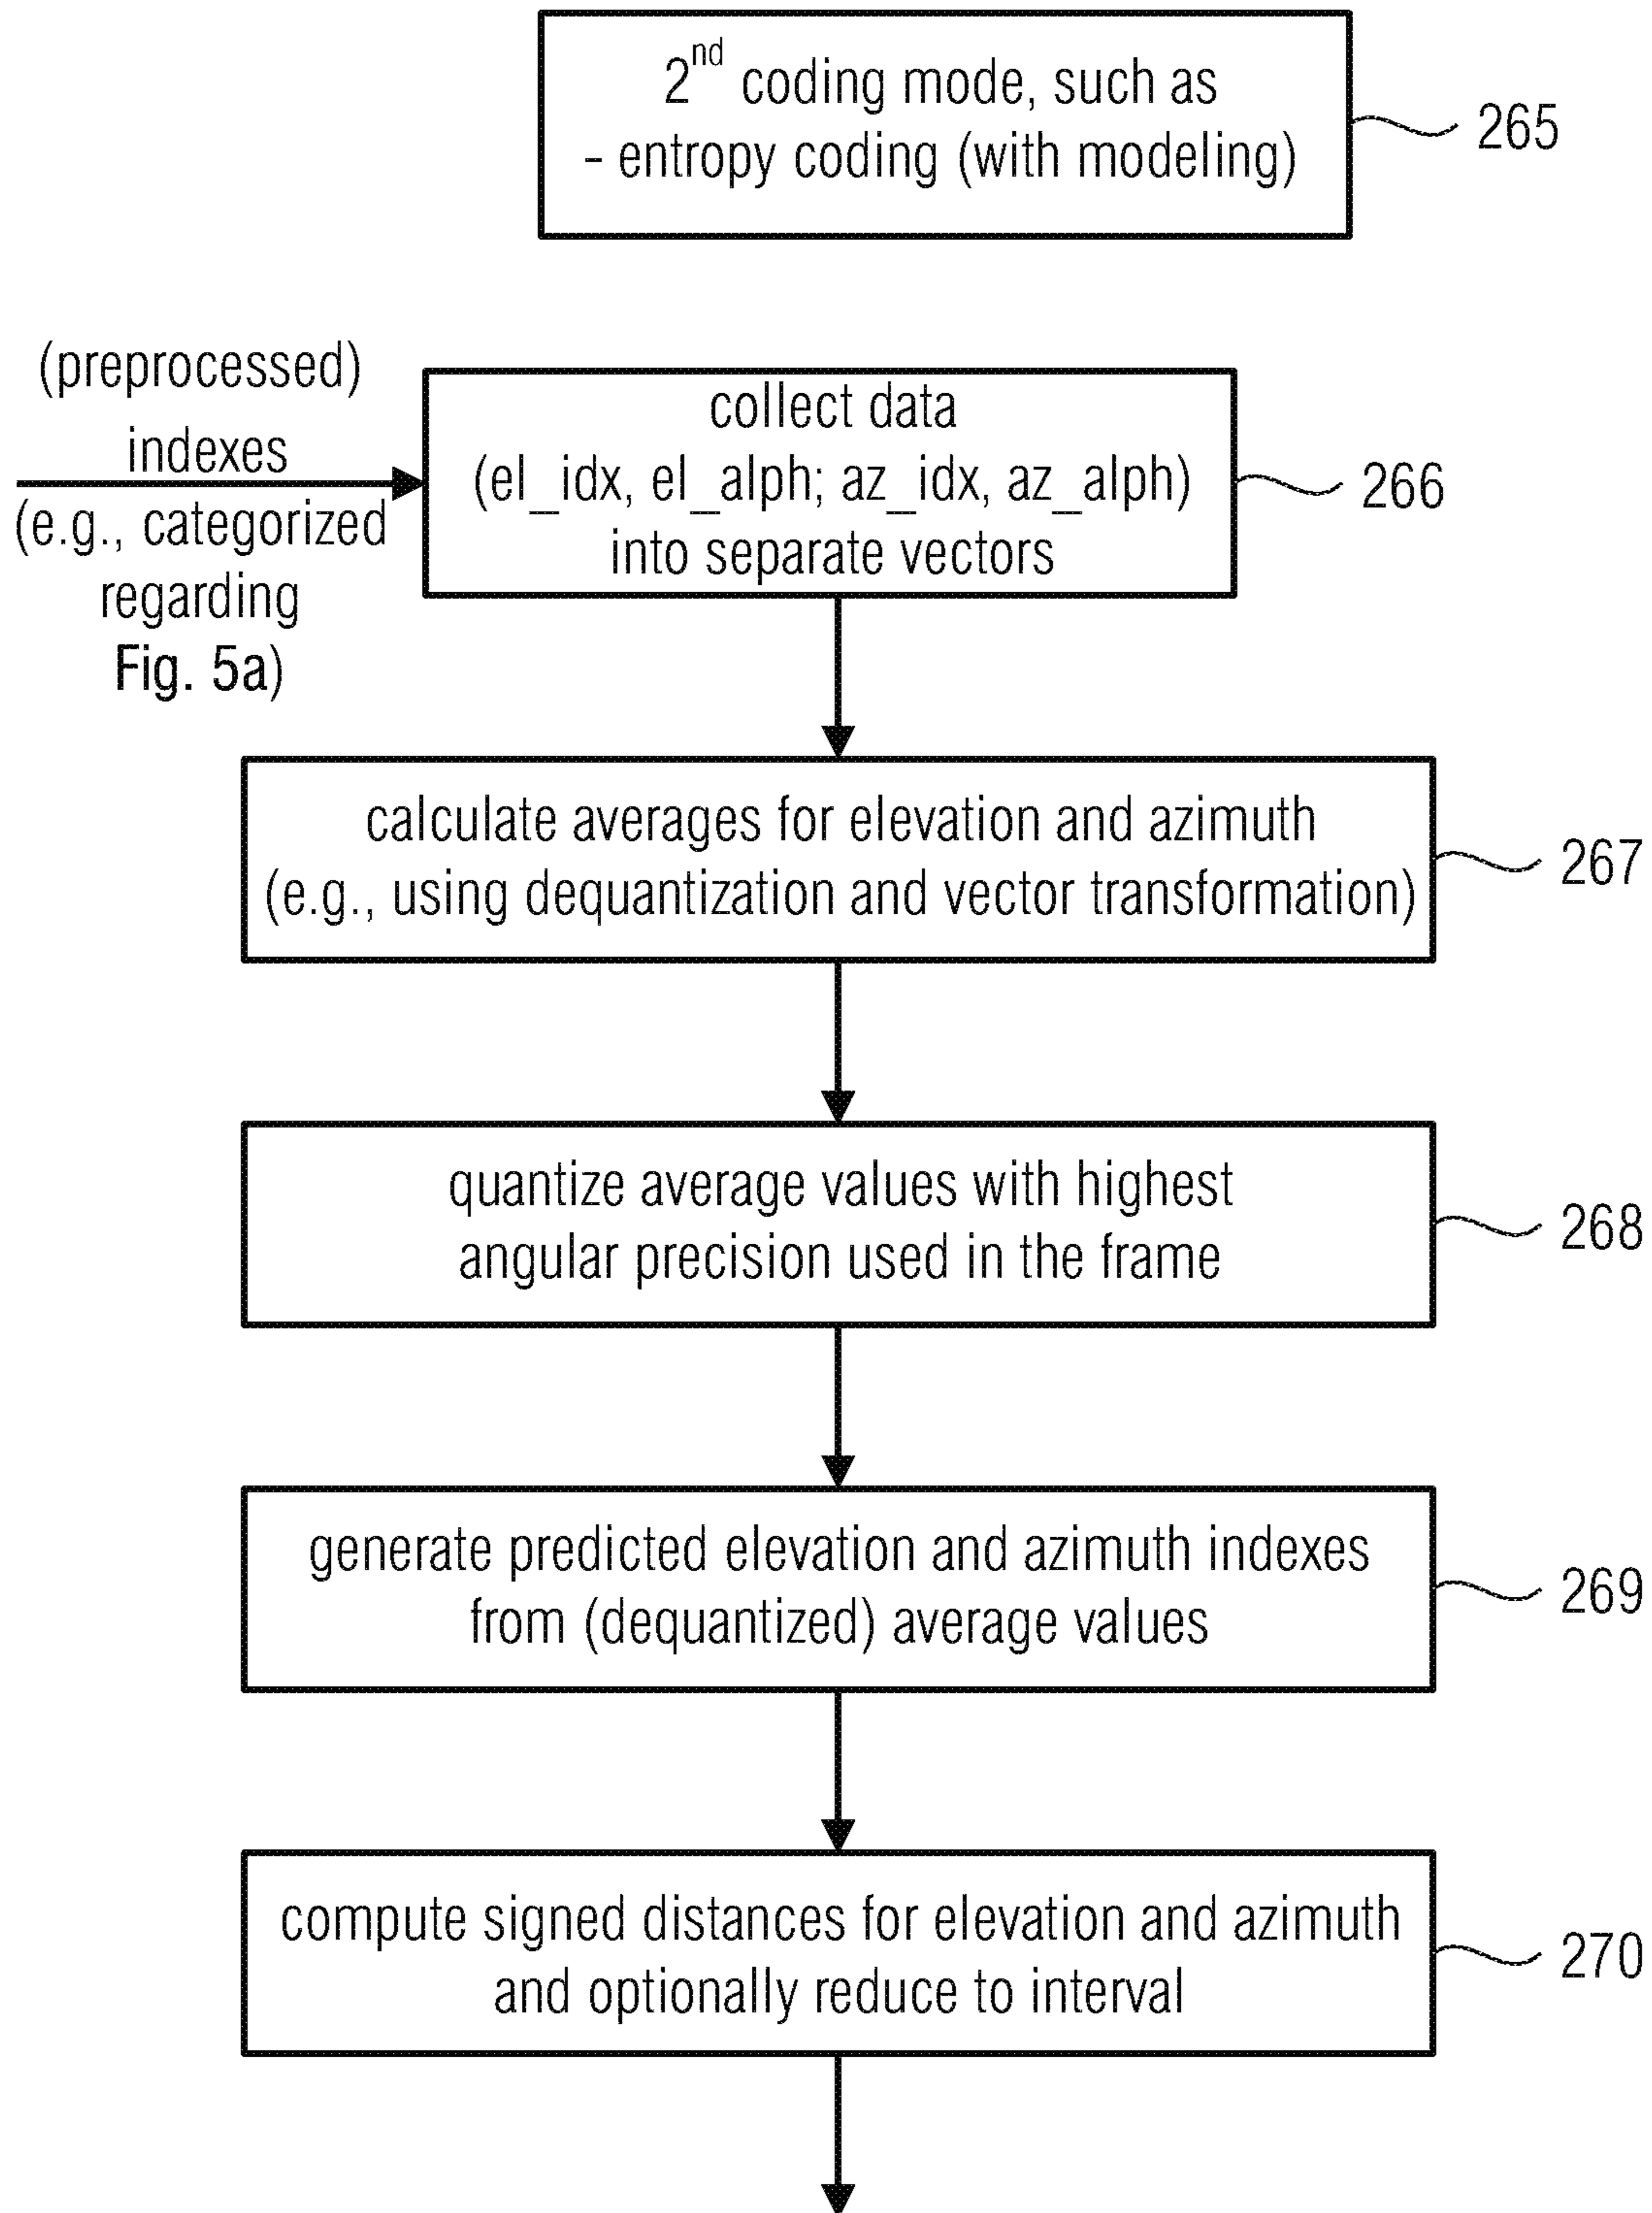 2nd coding mode, such as
- entropy coding (with modeling)
265
(preprocessed)
indexes
(e.g., categorized
regarding
Fig. 5a)
collect data
(el_idx, el_alph; az_idx, az_alph)
into separate vectors
266
calculate averages for elevation and azimuth
(e.g., using dequantization and vector transformation)
267
quantize average values with highest
angular precision used in the frame
268
generate predicted elevation and azimuth indexes
from (dequantized) average values
269
compute signed distances for elevation and azimuth
and optionally reduce to interval
270